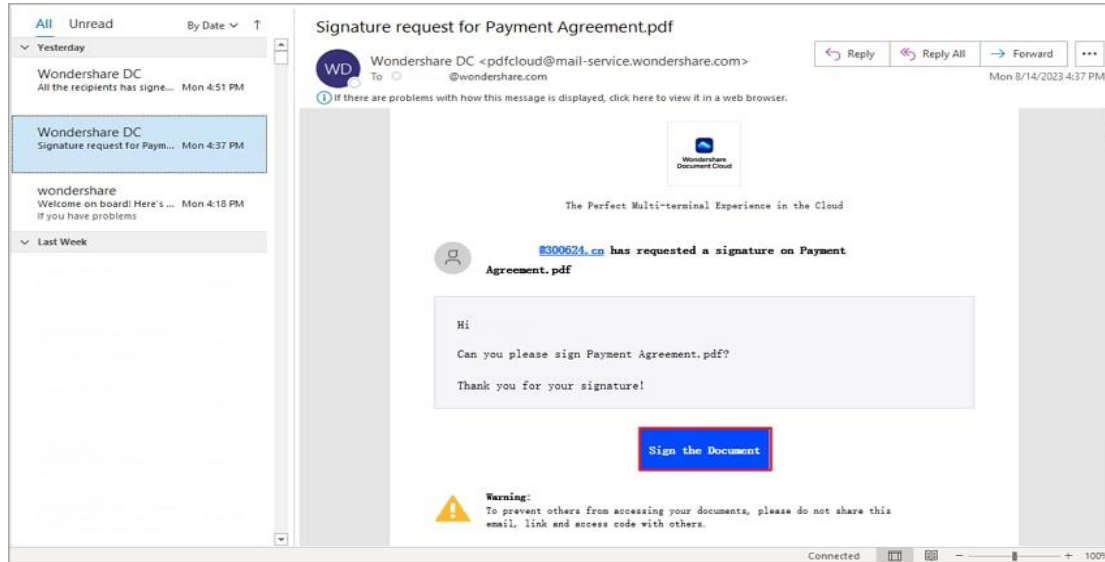 All Unread By Date
Yesterday
Wondershare DC
All the recipients has signe... Mon 4:51 PM
Wondershare DC
Signature request for Paym... Mon 4:37 PM
wondershare
Welcome on board! Here's ... Mon 4:18 PM
If you have problems
Last Week
Signature request for Payment Agreement.pdf
WD
Wondershare DC <pdfcloud@mail-service.wondershare.com>
To @wondershare.com
Reply Reply All Forward ...
Mon 8/14/2023 4:37 PM
If there are problems with how this message is displayed, click here to view it in a web browser.
Wondershare
Document Cloud
The Perfect Multi-terminal Experience in the Cloud
@300624.cn has requested a signature on Payment
Agreement.pdf
Hi
Can you please sign Payment Agreement.pdf?
Thank you for your signature!
Sign the Document
Warning:
To prevent others from accessing your documents, please do not share this
email, link and access code with others.
Connected 100%